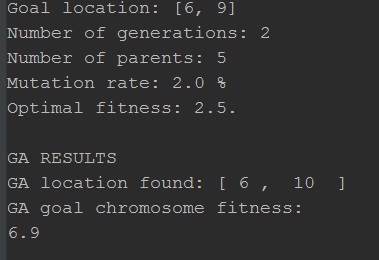 Goal location: [6, 9]
Number of generations: 2
Number of parents: 5
Mutation rate: 2.0 %
Optimal fitness: 2.5.
GA RESULTS
GA location found: [ 6 ,  10  ]
GA goal chromosome fitness:
6.9